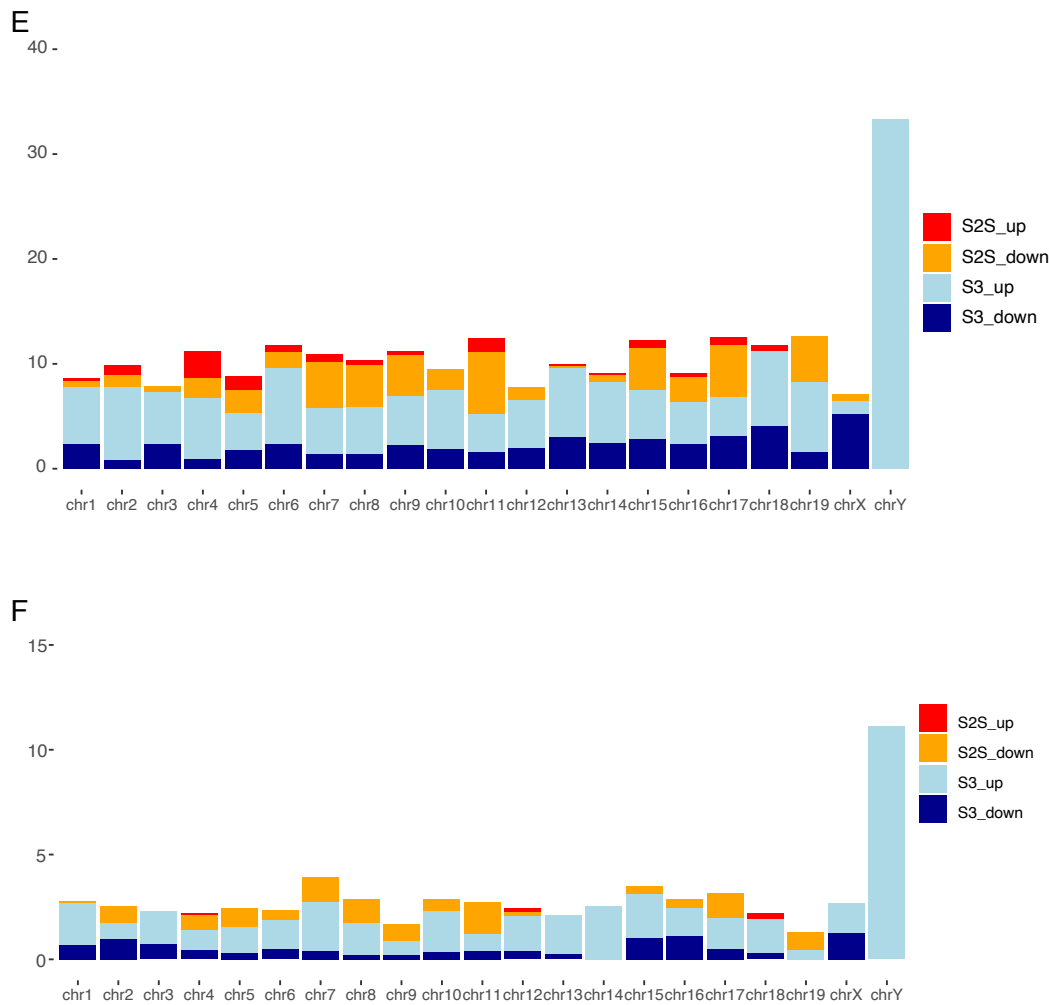 E
40
30
20
10
0
chr1 chr2 chr3 chr4 chr5 chr6 chr7 chr8 chr9 chr10 chr11 chr12 chr13 chr14 chr15 chr16 chr17 chr18 chr19 chrX chrY
S2S_up
S2S_down
S3_up
S3_down
F
15
10
5
0
chr1 chr2 chr3 chr4 chr5 chr6 chr7 chr8 chr9 chr10 chr11 chr12 chr13 chr14 chr15 chr16 chr17 chr18 chr19 chrX chrY
S2S_up
S2S_down
S3_up
S3_down